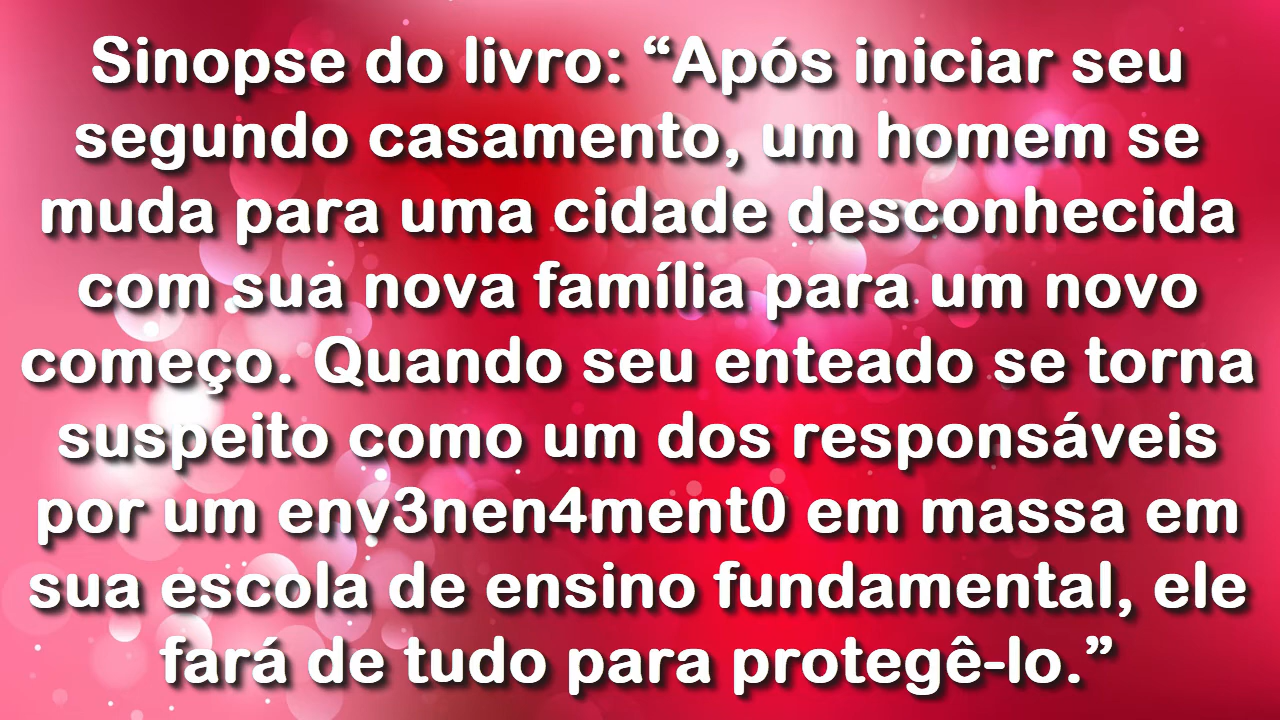 Sinopse do livro: “Após iniciar seu
segundo casamento, um homem se
muda para uma cidade desconhecida
com sua nova família para um novo
começo. Quando seu enteado se torna
suspeito como um dos responsáveis
por um env3nen4ment0 em massa em
sua escola de ensino fundamental, ele
fará de tudo para protegê-lo.”